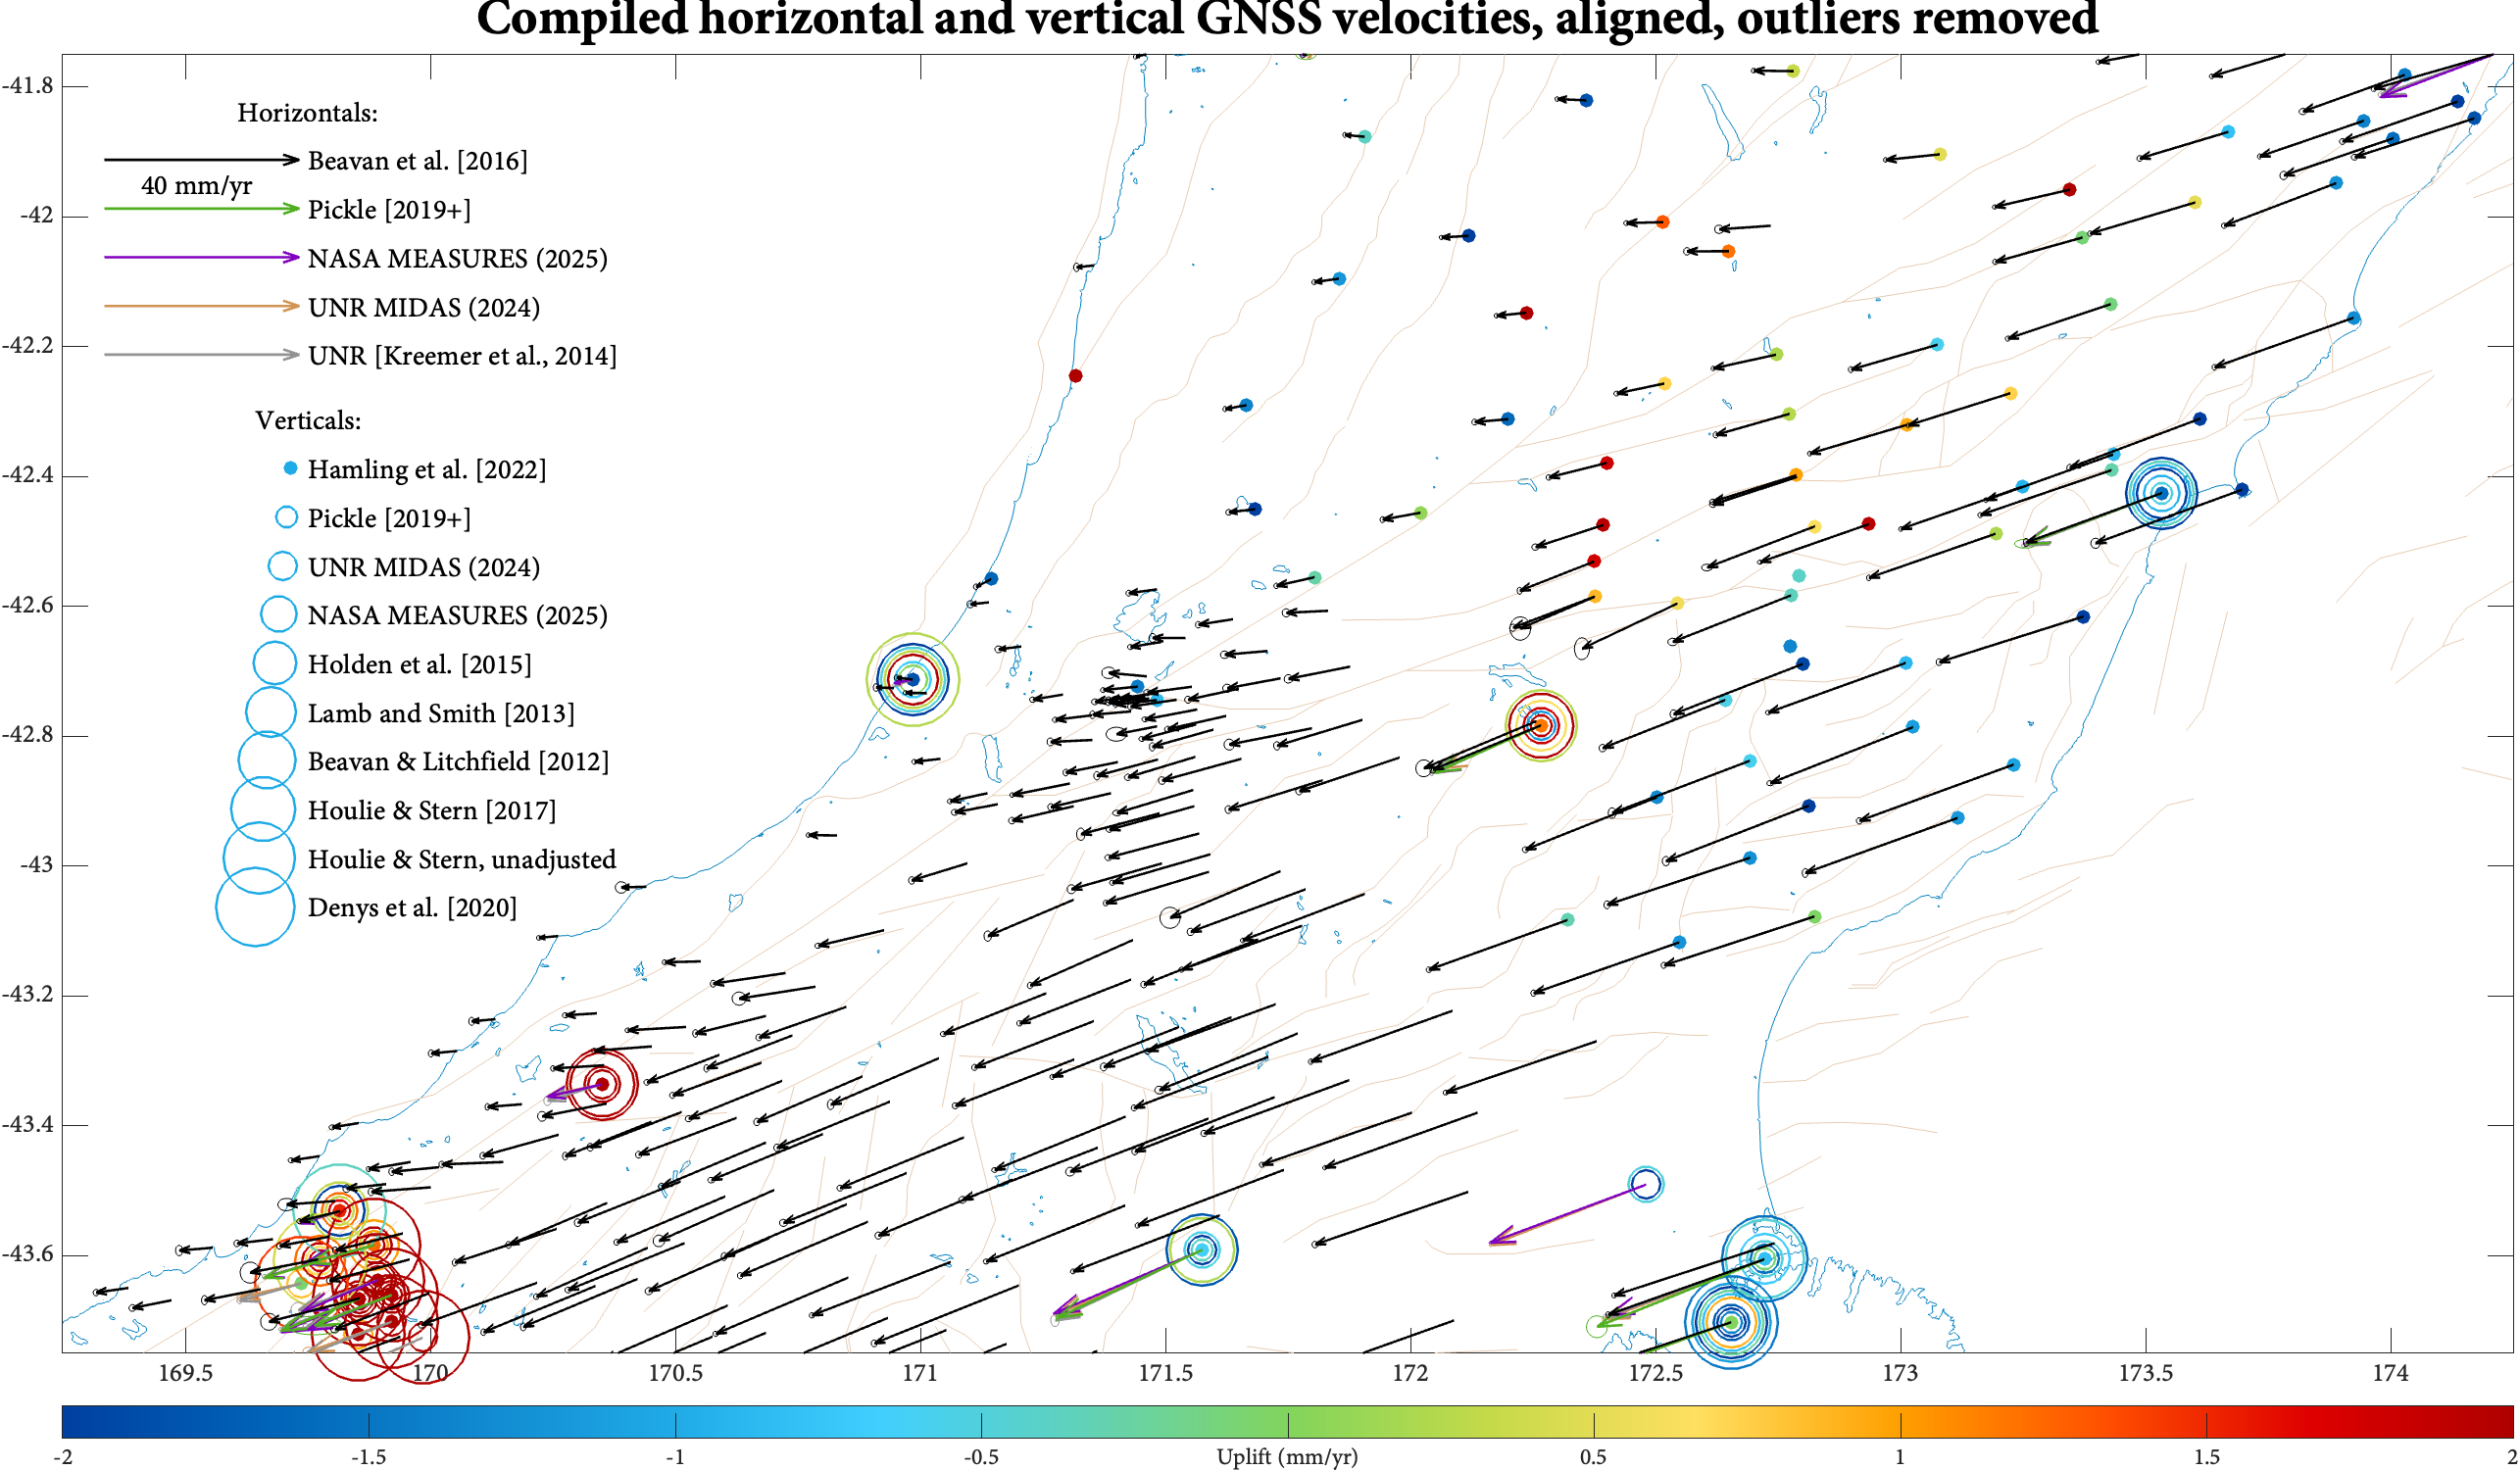 Compiled horizontal and vertical GNSS velocities, aligned, outliers removed
-41.8
-42
-42.2
-42.4
-42.6
-42.8
-43
-43.2
-43.4
-43.6
Horizontals:
Beavan et al. [2016]
40 mm/yr
Pickle [2019+]
NASA MEASURES (2025)
UNR MIDAS (2024)
UNR [Kreemer et al., 2014]
Verticals:
Hamling et al. [2022]
Pickle [2019+]
UNR MIDAS (2024)
NASA MEASURES (2025)
Holden et al. [2015]
Lamb and Smith [2013]
Beavan & Litchfield [2012]
Houlie & Stern [2017]
Houlie & Stern, unadjusted
Denys et al. [2020]
169.5 170 170.5 171 171.5 172 172.5 173 173.5 174
-2 -1.5 -1 -0.5 Uplift (mm/yr) 0.5 1 1.5 2